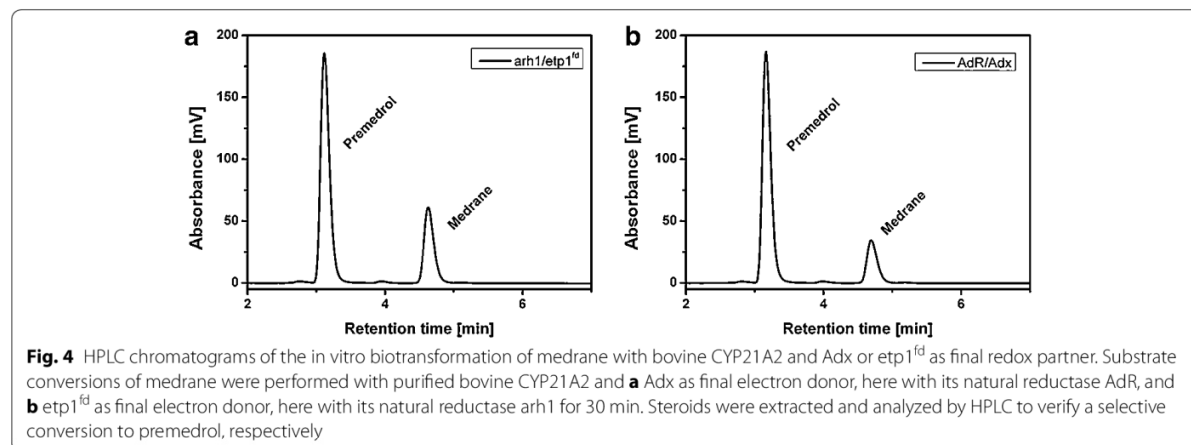 a
200
150
100
50
0
Absorbance [mV]
arh1/etp1fd
Premedrol
Medrane
2 4 6
Retention time [min]
b
200
150
100
50
0
Absorbance [mV]
AdR/Adx
Premedrol
Medrane
2 4 6
Retention time [min]
Fig. 4 HPLC chromatograms of the in vitro biotransformation of medrane with bovine CYP21A2 and Adx or etp1fd as final redox partner. Substrate
conversions of medrane were performed with purified bovine CYP21A2 and a Adx as final electron donor, here with its natural reductase AdR, and
b etp1fd as final electron donor, here with its natural reductase arh1 for 30 min. Steroids were extracted and analyzed by HPLC to verify a selective
conversion to premedrol, respectively